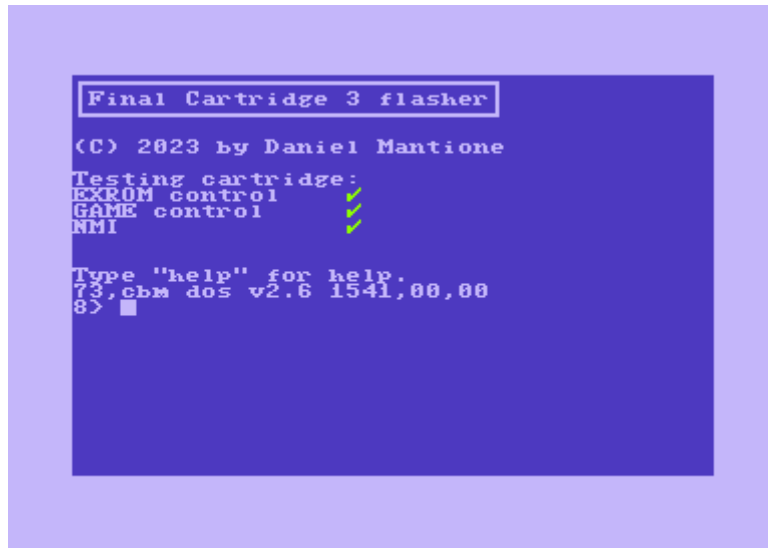 Final Cartridge 3 flasher
(C) 2023 by Daniel Mantione
Testing cartridge:
EXROM control ✔
GAME control ✔
NMI ✔
Type "help" for help.
73,cbm dos v2.6 1541,00,00
8>